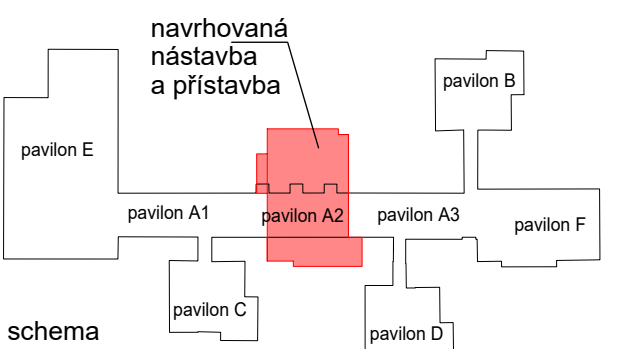 navrhovaná
nástavba
a přístavba
pavilon B
pavilon E
pavilon A1
pavilon A2
pavilon A3
pavilon F
pavilon C
pavilon D
schema